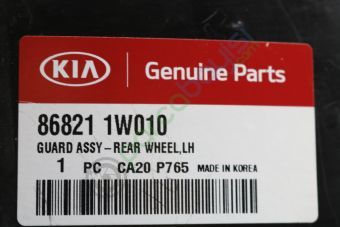 KIA Genuine Parts
86821 1W010
GUARD ASSY-REAR WHEEL,LH
1 PC CA20 P765 MADE IN KOREA